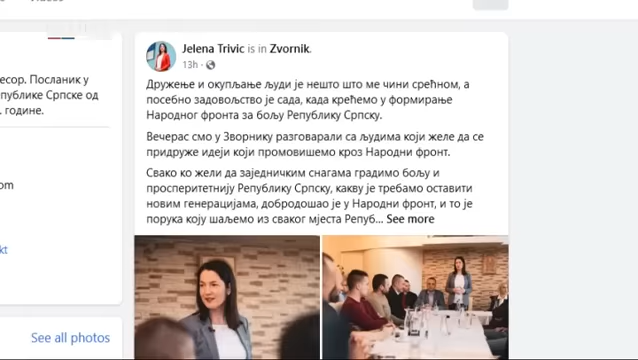 Jelena Trivic is in Zvornik.
13h ·
есор. Посланик у
публике Српске од
. године.
Дружење и окупљање људи је нешто што ме чини срећном, а
посебно задовољство је сада, када крећемо у формирање
Народног фронта за бољу Републику Српску.
Вечерас смо у Зворнику разговарали са људима који желе да се
придруже идеји који промовишемо кроз Народни фронт.
Свако ко жели да заједничким снагама градимо бољу и
просперитетнију Републику Српску, какву је требамо оставити
новим генерацијама, добродошао је у Народни фронт, и то је
порука коју шаљемо из сваког мјеста Репуб... See more
om
kt
See all photos